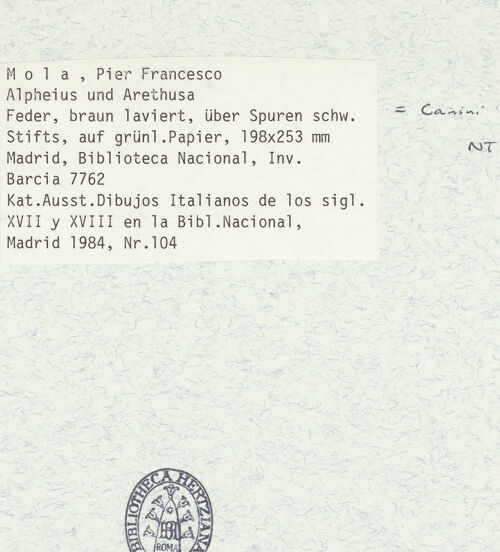 M o l a , Pier Francesco
Alpheius und Arethusa
Feder, braun laviert, über Spuren schw.
Stifts, auf grünl.Papier, 198x253 mm
Madrid, Biblioteca Nacional, Inv.
Barcia 7762
Kat.Ausst.Dibujos Italianos de los sigl.
XVII y XVIII en la Bibl.Nacional,
Madrid 1984, Nr.104
= Canini
NT
BIBLIOTHECA HERTZIANA
ROMA